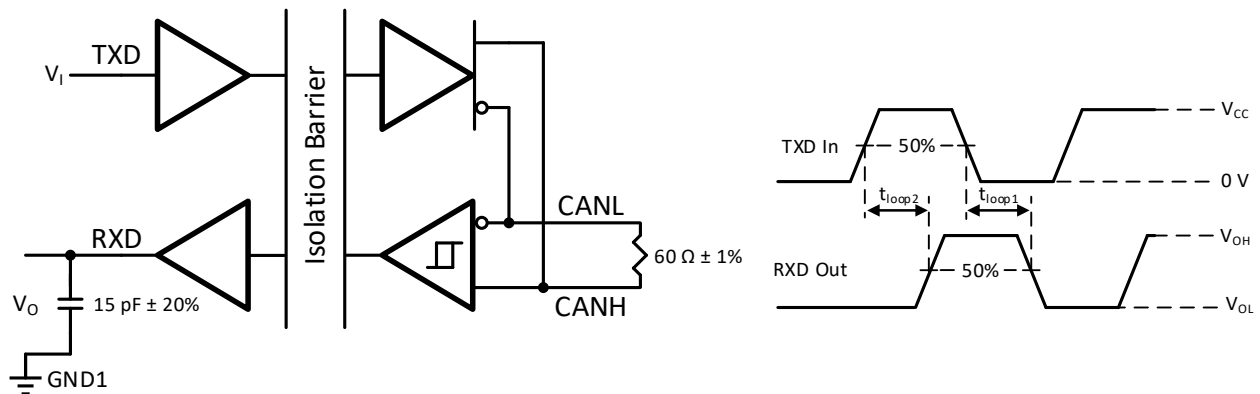 TXD
V_I
Isolation Barrier
CANL
RXD
60 Ω ± 1%
V_O
15 pF ± 20%
CANH
GND1
V_CC
TXD In
50%
0 V
t_loop2
t_loop1
V_OH
RXD Out
50%
V_OL